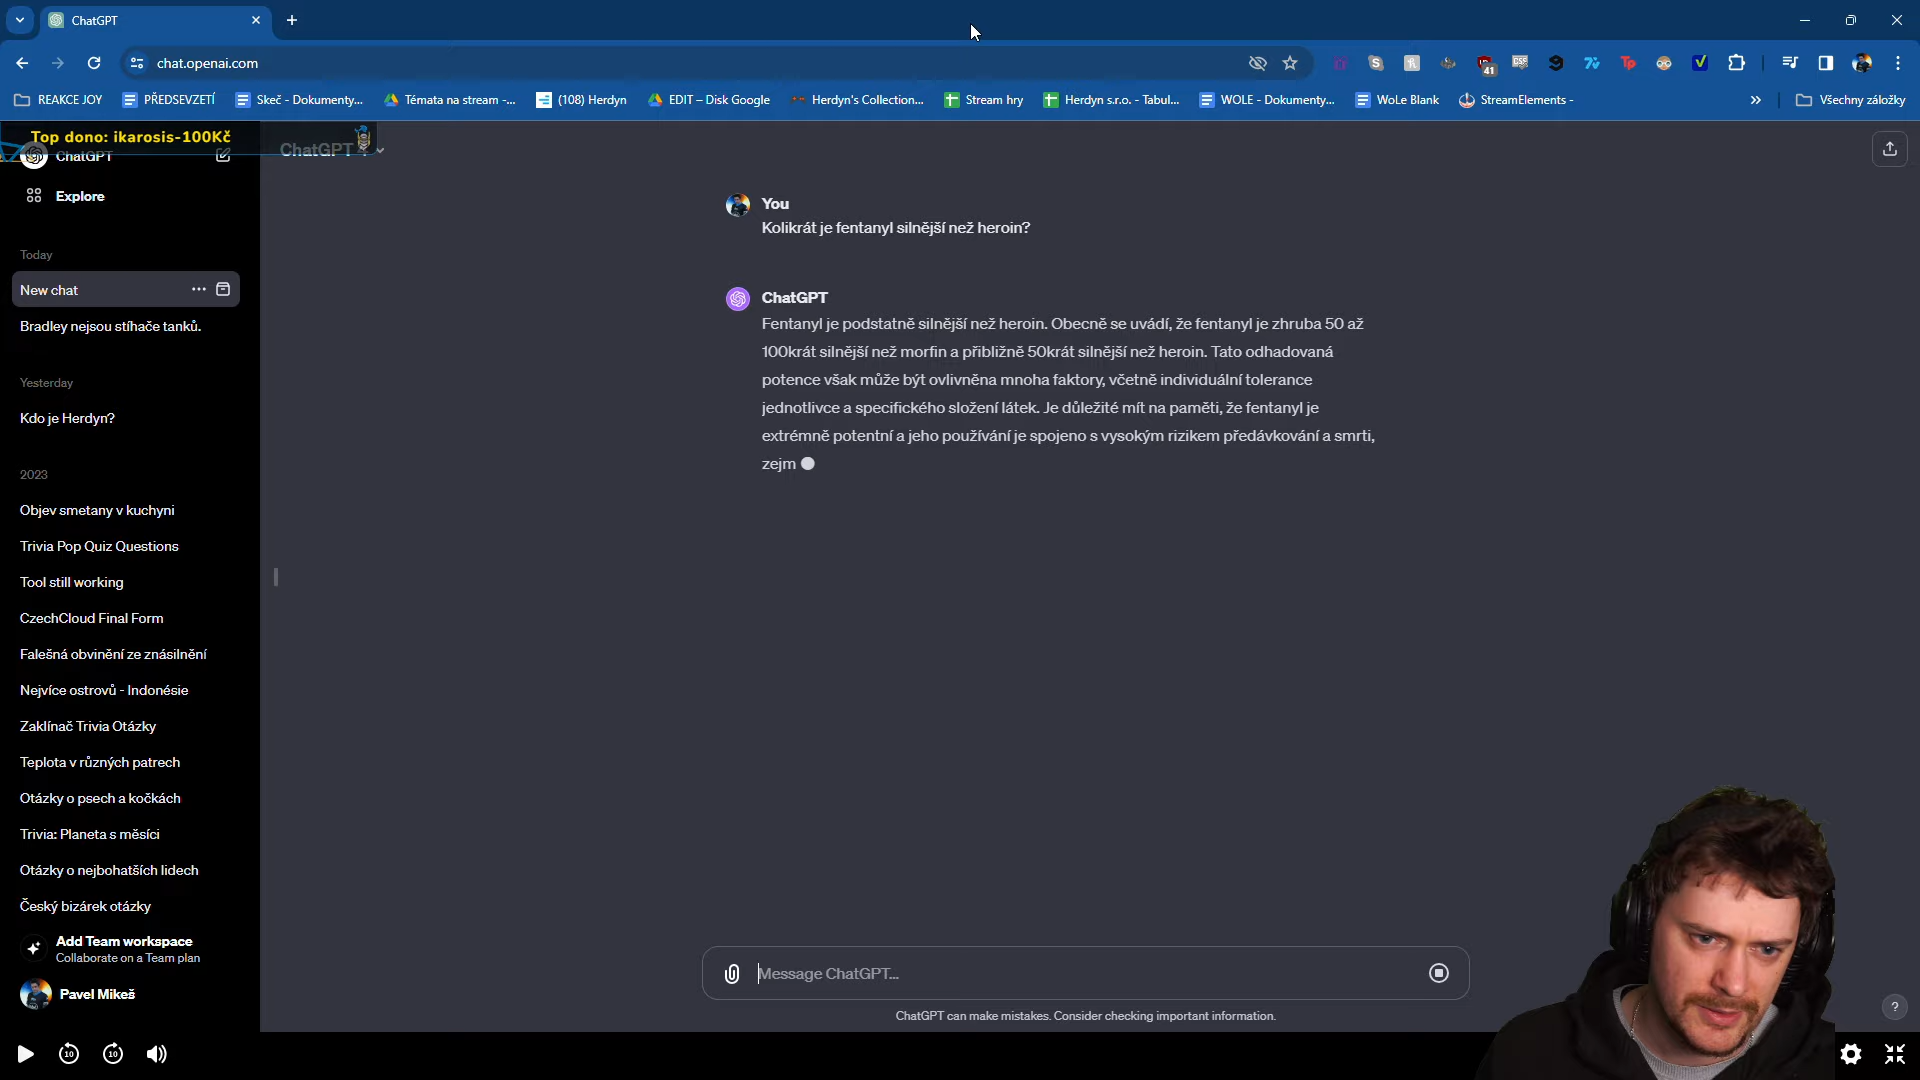 ChatGPT
chat.openai.com
41
REAKCE JOY
PŘEDSEVZETÍ
Skeč - Dokumenty...
Témata na stream -...
(108) Herdyn
EDIT – Disk Google
Herdyn's Collection...
Stream hry
Herdyn s.r.o. - Tabul...
WOLE - Dokumenty...
WoLe Blank
StreamElements -
Všechny záložky
Top dono: ikarosis-100Kč
ChatGPT
ChatGPT
Explore
Today
New chat
Bradley nejsou stíhače tanků.
Yesterday
Kdo je Herdyn?
2023
Objev smetany v kuchyni
Trivia Pop Quiz Questions
Tool still working
CzechCloud Final Form
Falešná obvinění ze znásilnění
Nejvíce ostrovů - Indonésie
Zaklínač Trivia Otázky
Teplota v různých patrech
Otázky o psech a kočkách
Trivia: Planeta s měsíci
Otázky o nejbohatších lidech
Český bizárek otázky
Add Team workspace
Collaborate on a Team plan
Pavel Mikeš
You
Kolikrát je fentanyl silnější než heroin?
ChatGPT
Fentanyl je podstatně silnější než heroin. Obecně se uvádí, že fentanyl je zhruba 50 až
100krát silnější než morfin a přibližně 50krát silnější než heroin. Tato odhadovaná
potence však může být ovlivněna mnoha faktory, včetně individuální tolerance
jednotlivce a specifického složení látek. Je důležité mít na paměti, že fentanyl je
extrémně potentní a jeho používání je spojeno s vysokým rizikem předávkování a smrti,
zejm
Message ChatGPT...
ChatGPT can make mistakes. Consider checking important information.
?
10
10